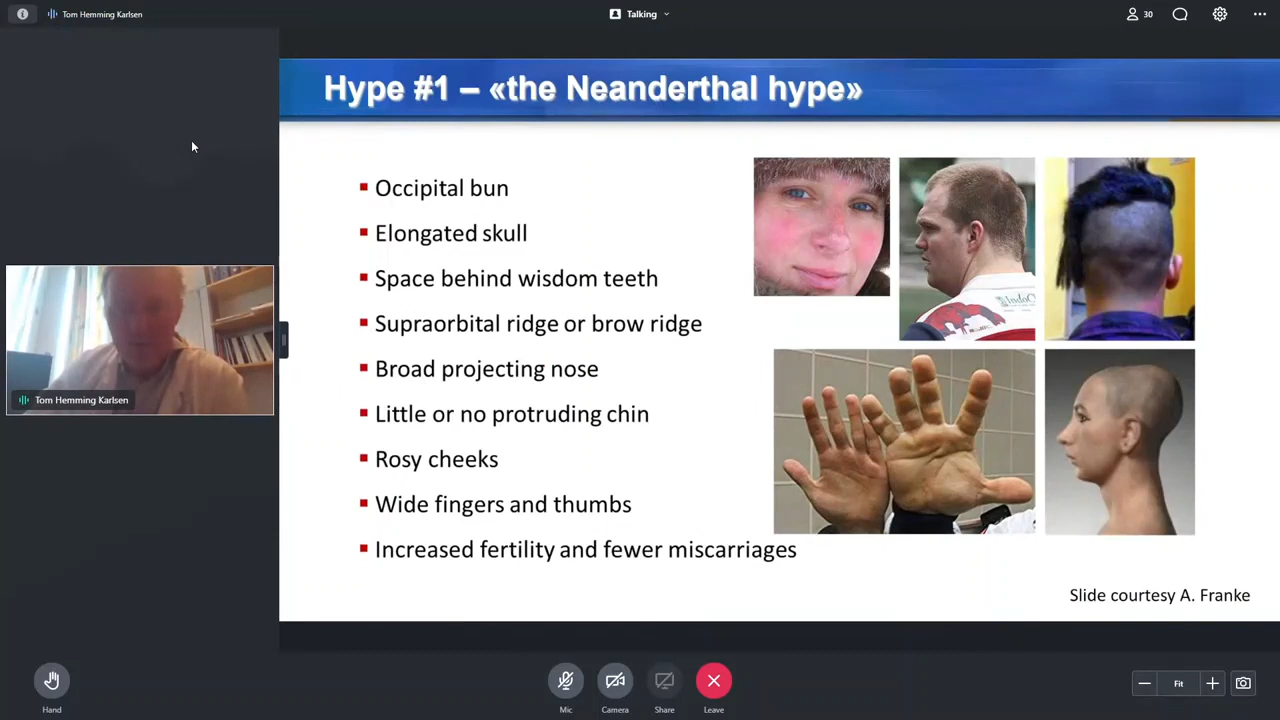 Tom Hemming Karlsen
Talking
30
Hype #1 – «the Neanderthal hype»
Occipital bun
Elongated skull
Space behind wisdom teeth
Supraorbital ridge or brow ridge
Broad projecting nose
Little or no protruding chin
Rosy cheeks
Wide fingers and thumbs
Increased fertility and fewer miscarriages
Slide courtesy A. Franke
Tom Hemming Karlsen
Hand
Mic
Camera
Share
Leave
Fit